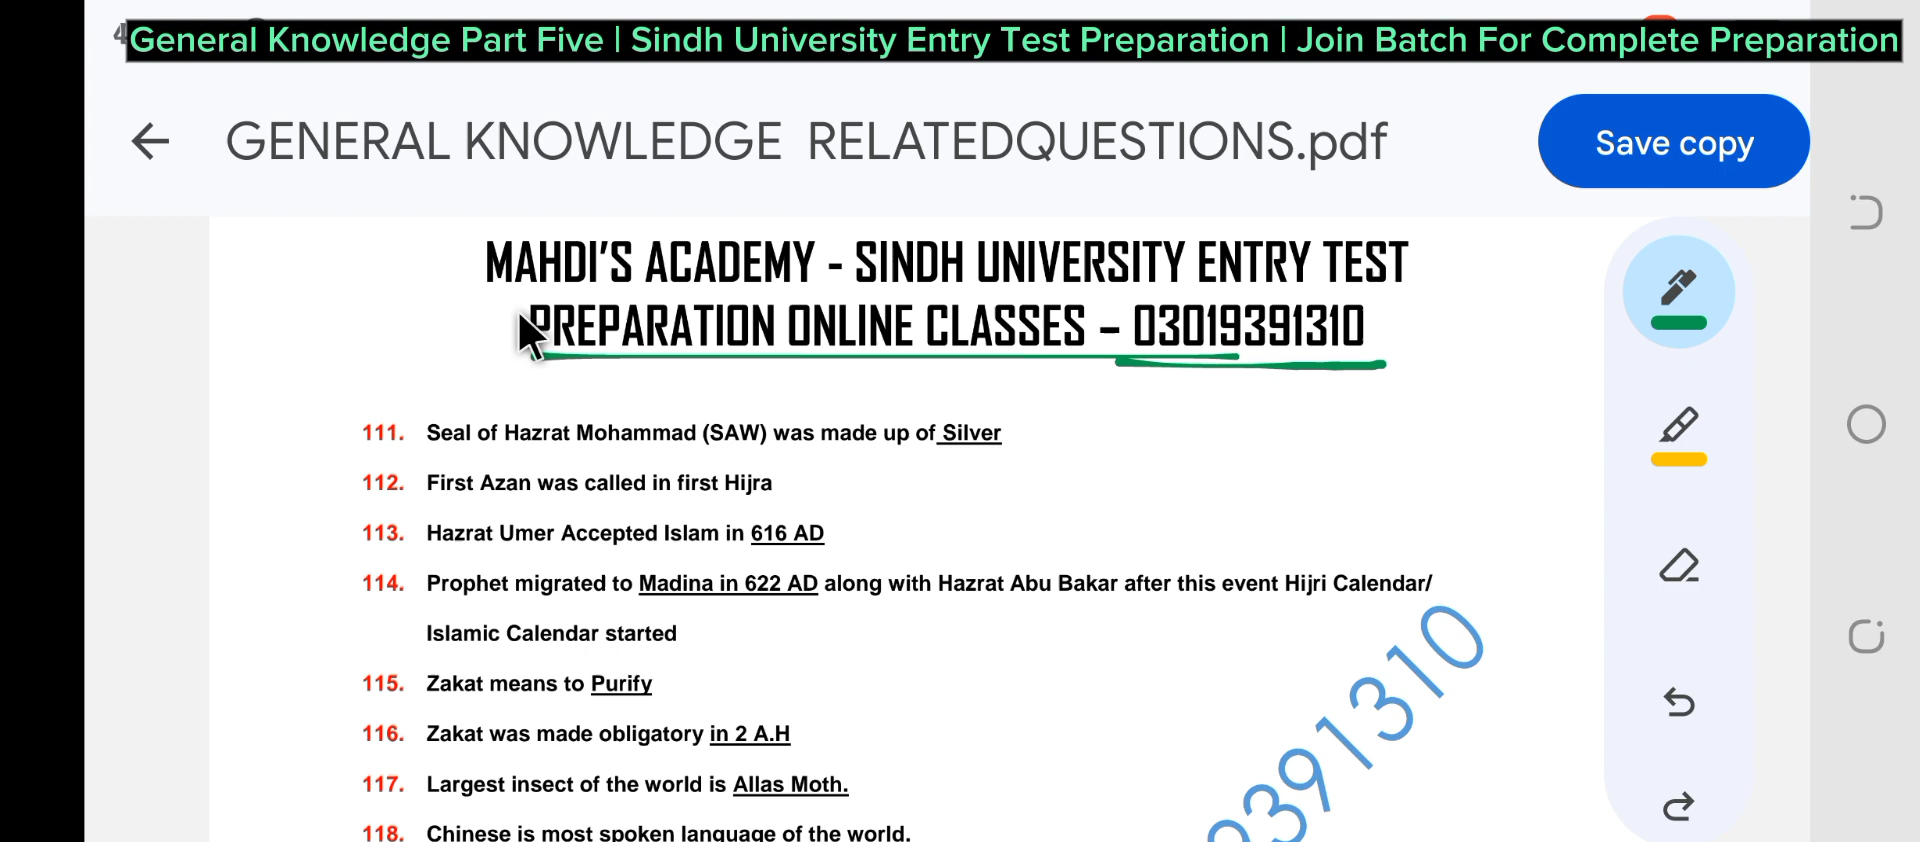 General Knowledge Part Five | Sindh University Entry Test Preparation | Join Batch For Complete Preparation
GENERAL KNOWLEDGE RELATEDQUESTIONS.pdf
Save copy
MAHDI'S ACADEMY - SINDH UNIVERSITY ENTRY TEST
PREPARATION ONLINE CLASSES – 03019391310
111. Seal of Hazrat Mohammad (SAW) was made up of Silver
112. First Azan was called in first Hijra
113. Hazrat Umer Accepted Islam in 616 AD
114. Prophet migrated to Madina in 622 AD along with Hazrat Abu Bakar after this event Hijri Calendar/
Islamic Calendar started
115. Zakat means to Purify
116. Zakat was made obligatory in 2 A.H
117. Largest insect of the world is Allas Moth.
118. Chinese is most spoken language of the world.
9391310